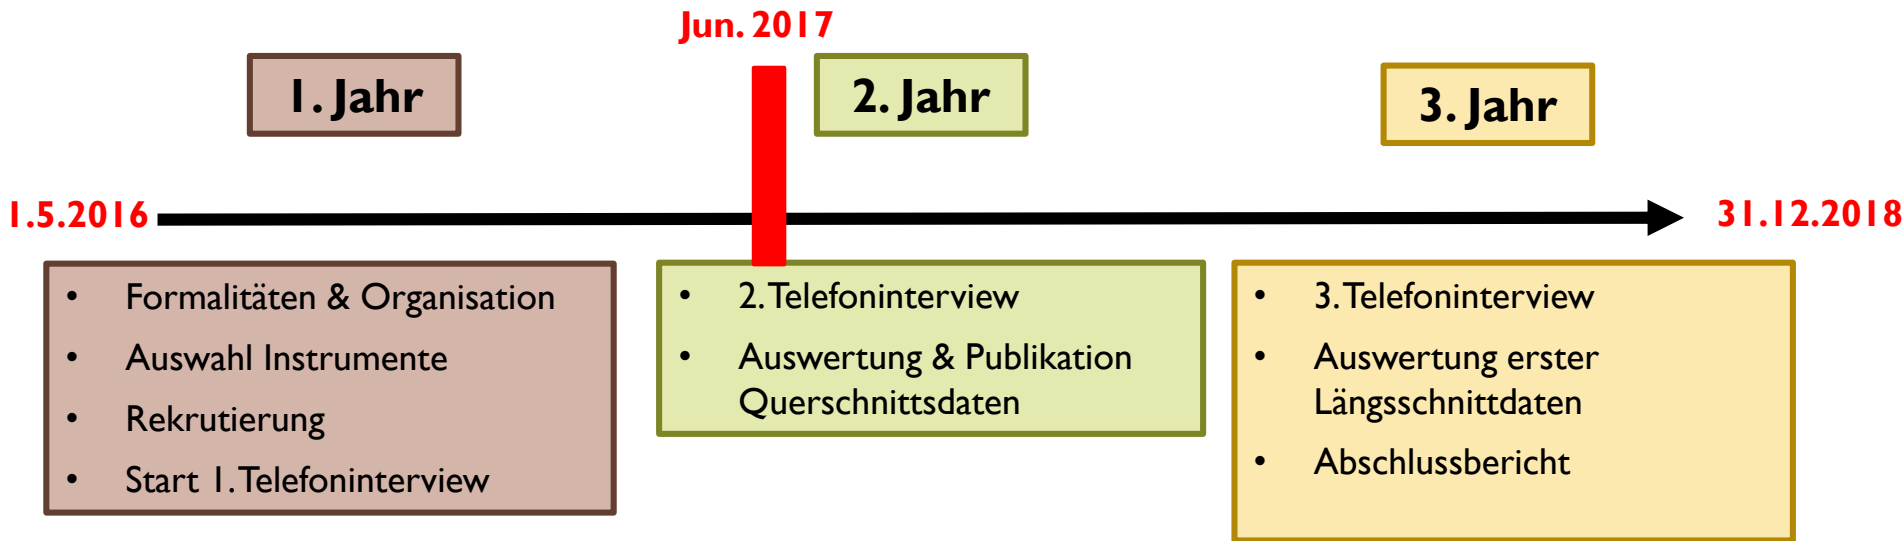 Jun. 2017
1. Jahr
2. Jahr
3. Jahr
1.5.2016
31.12.2018
• Formalitäten & Organisation
• Auswahl Instrumente
• Rekrutierung
• Start 1. Telefoninterview
• 2. Telefoninterview
• Auswertung & Publikation
Querschnittsdaten
• 3. Telefoninterview
• Auswertung erster
Längsschnittdaten
• Abschlussbericht